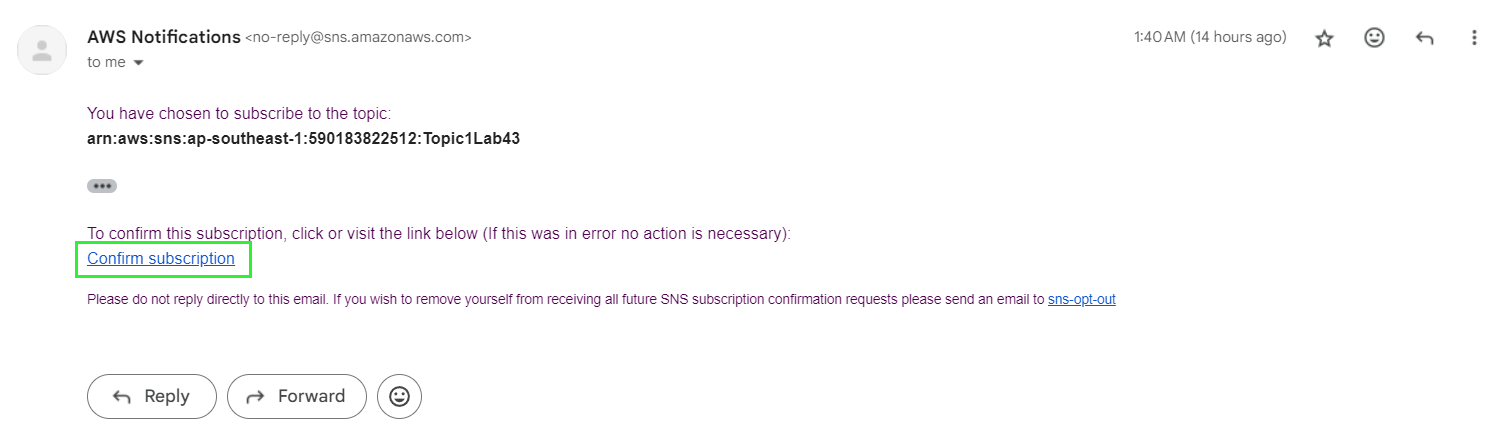 AWS Notifications <no-reply@sns.amazonaws.com>
1:40 AM (14 hours ago)
to me
You have chosen to subscribe to the topic:
arn:aws:sns:ap-southeast-1:590183822512:Topic1Lab43
To confirm this subscription, click or visit the link below (If this was in error no action is necessary):
Confirm subscription
Please do not reply directly to this email. If you wish to remove yourself from receiving all future SNS subscription confirmation requests please send an email to sns-opt-out
Reply
Forward